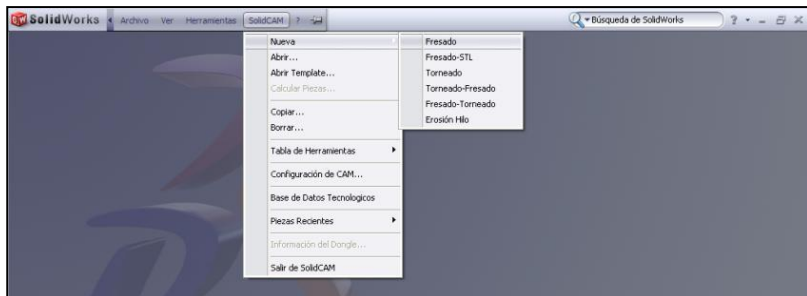 SolidWorks Archivo Ver Herramientas SolidCAM ? Búsqueda de SolidWorks ?
Nueva
Abrir...
Abrir Template...
Calcular Piezas...
Copiar...
Borrar...
Tabla de Herramientas
Configuración de CAM...
Base de Datos Tecnologicos
Piezas Recientes
Información del Dongle...
Salir de SolidCAM
Fresado
Fresado-STL
Torneado
Torneado-Fresado
Fresado-Torneado
Erosión Hilo